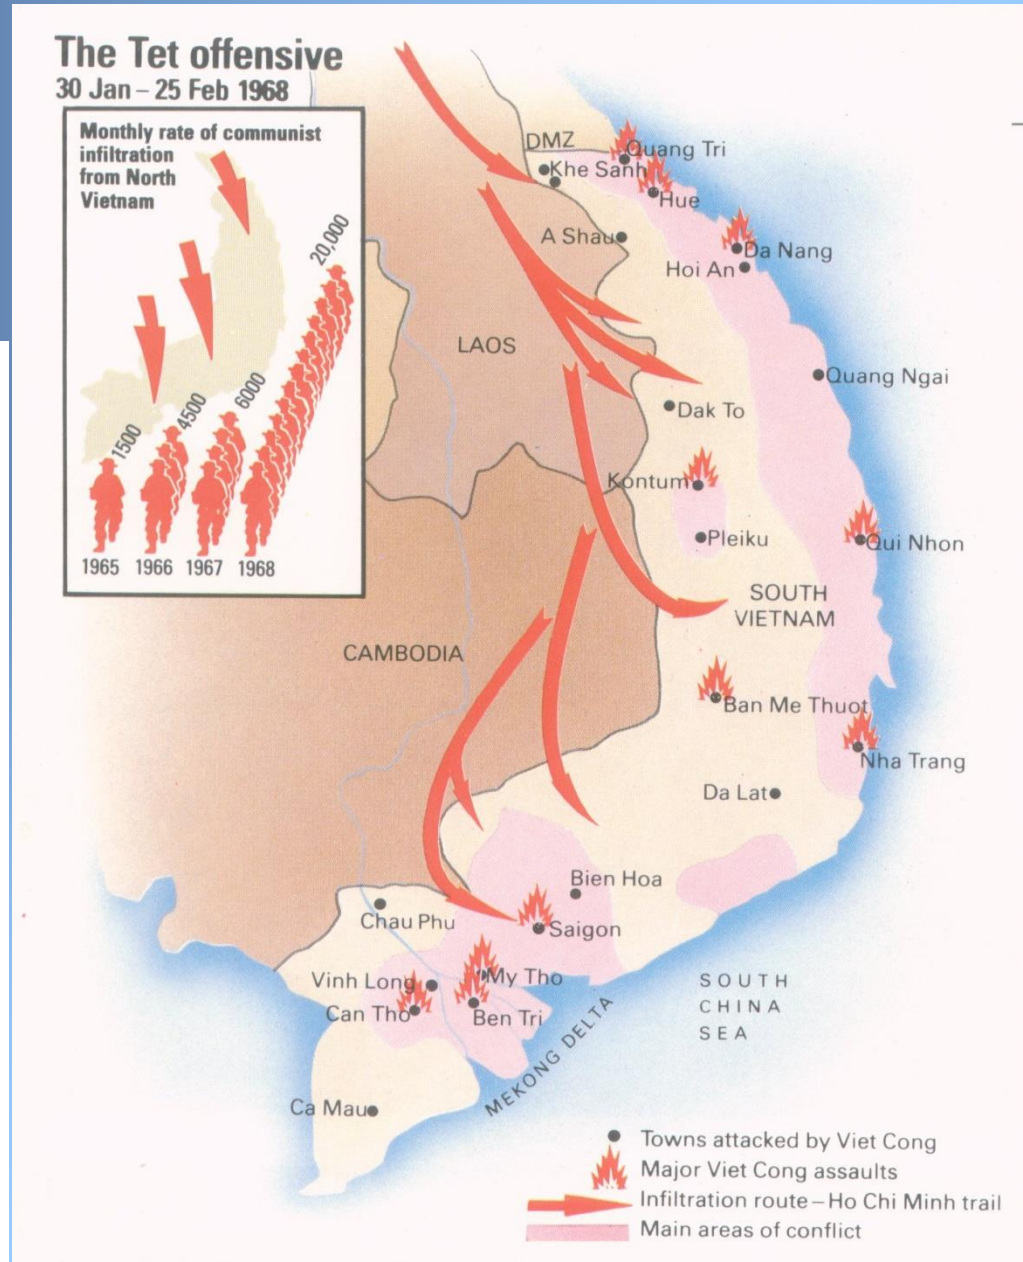 The Tet offensive
30 Jan – 25 Feb 1968
Monthly rate of communist
infiltration
from North
Vietnam
20,000
6000
4500
1500
1965 1966 1967 1968
DMZ
Quang Tri
Khe Sanh
Hue
A Shau
Da Nang
Hoi An
LAOS
Quang Ngai
Dak To
Kontum
Pleiku
Qui Nhon
SOUTH
VIETNAM
CAMBODIA
Ban Me Thuot
Nha Trang
Da Lat
Bien Hoa
Chau Phu
Saigon
My Tho
Vinh Long
Can Tho
Ben Tri
SOUTH
CHINA
SEA
MEKONG DELTA
Ca Mau
Towns attacked by Viet Cong
Major Viet Cong assaults
Infiltration route – Ho Chi Minh trail
Main areas of conflict